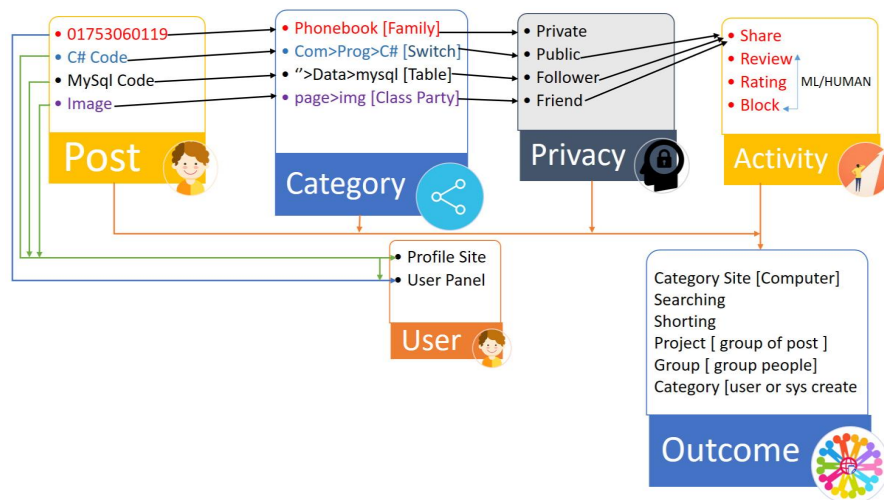 01753060119
C# Code
MySql Code
Image
Post
Phonebook [Family]
Com>Prog>C# [Switch]
‘’>Data>mysql [Table]
page>img [Class Party]
Category
Private
Public
Follower
Friend
Privacy
Share
Review
Rating
Block
ML/HUMAN
Activity
Profile Site
User Panel
User
Category Site [Computer]
Searching
Shorting
Project [ group of post ]
Group [ group people]
Category [user or sys create
Outcome